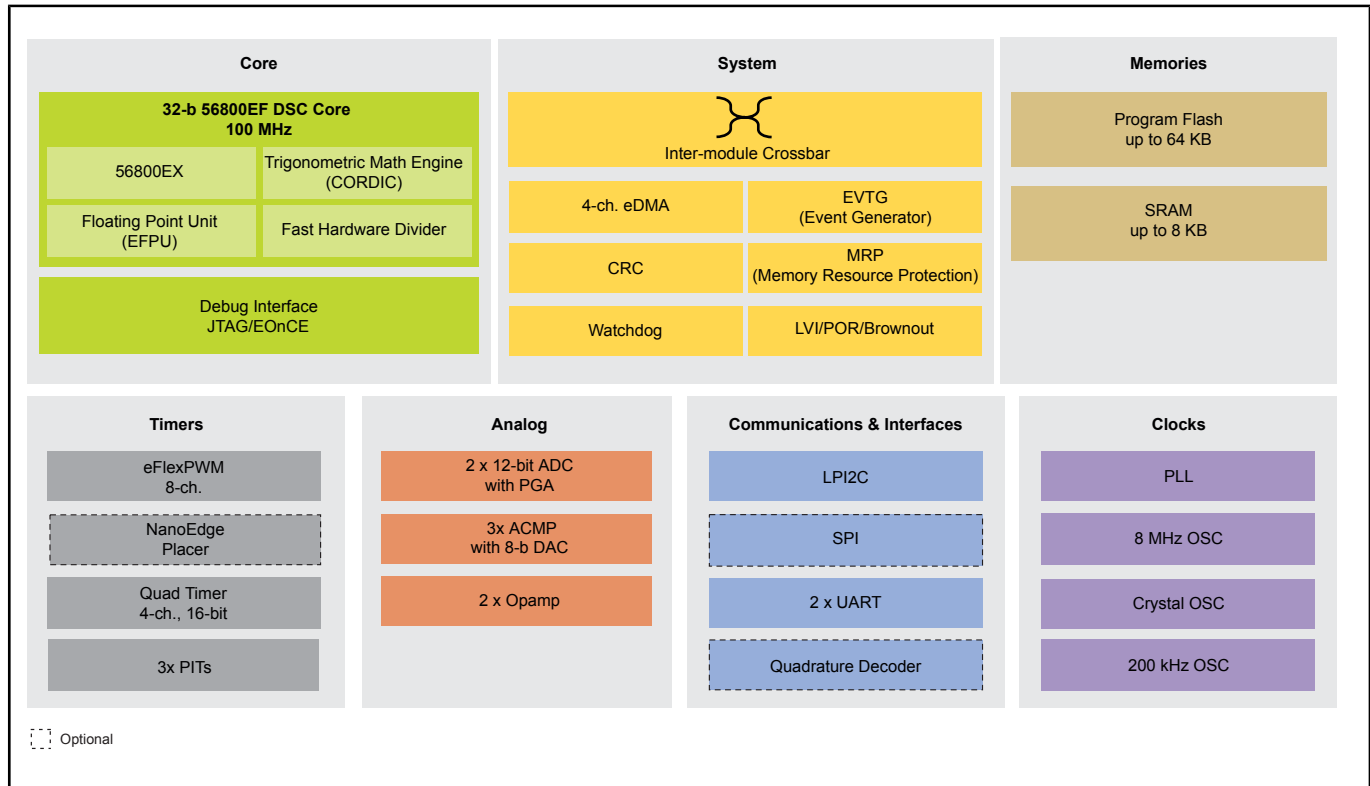 Core
32-b 56800EF DSC Core
100 MHz
56800EX
Trigonometric Math Engine
(CORDIC)
Floating Point Unit
(EFPU)
Fast Hardware Divider
Debug Interface
JTAG/EOnCE
System
Inter-module Crossbar
4-ch. eDMA
EVTG
(Event Generator)
CRC
MRP
(Memory Resource Protection)
Watchdog
LVI/POR/Brownout
Memories
Program Flash
up to 64 KB
SRAM
up to 8 KB
Timers
eFlexPWM
8-ch.
NanoEdge
Placer
Quad Timer
4-ch., 16-bit
3x PITs
Analog
2 x 12-bit ADC
with PGA
3x ACMP
with 8-b DAC
2 x Opamp
Communications & Interfaces
LPI2C
SPI
2 x UART
Quadrature Decoder
Clocks
PLL
8 MHz OSC
Crystal OSC
200 kHz OSC
Optional